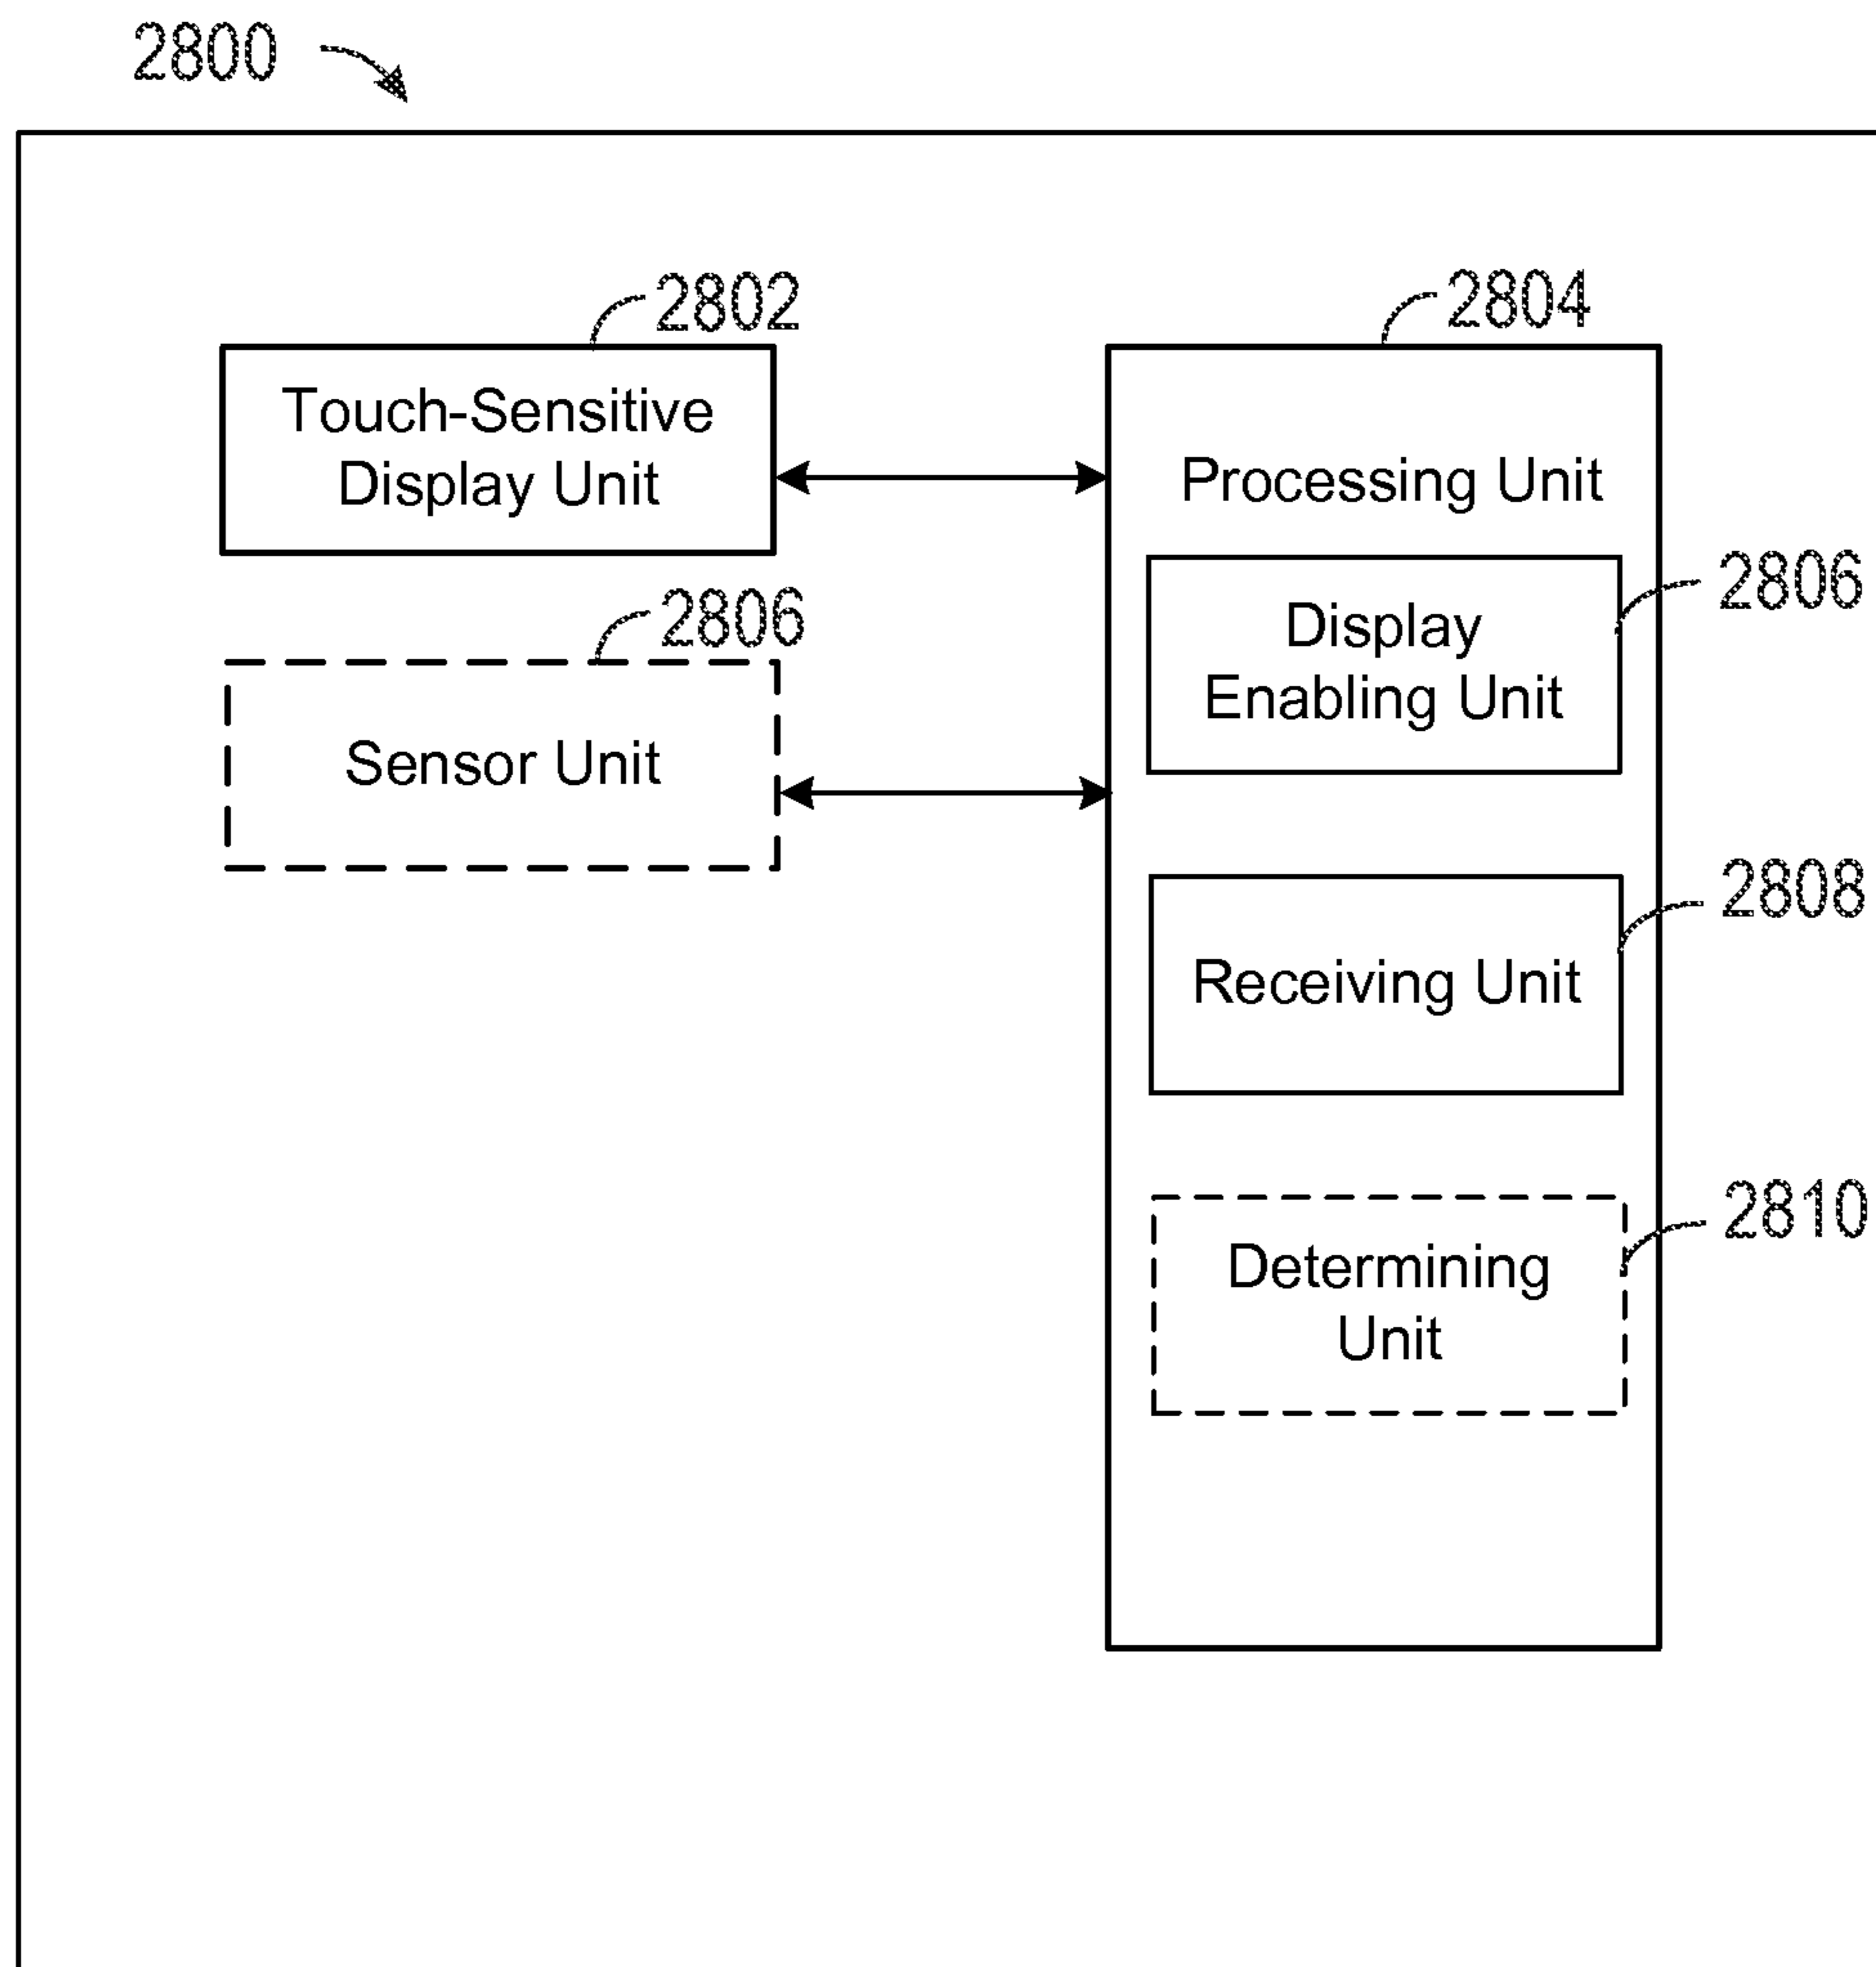 2800
2802
2804
Touch-Sensitive
Display Unit
Processing Unit
2806
Sensor Unit
2806
Display
Enabling Unit
2808
Receiving Unit
2810
Determining
Unit